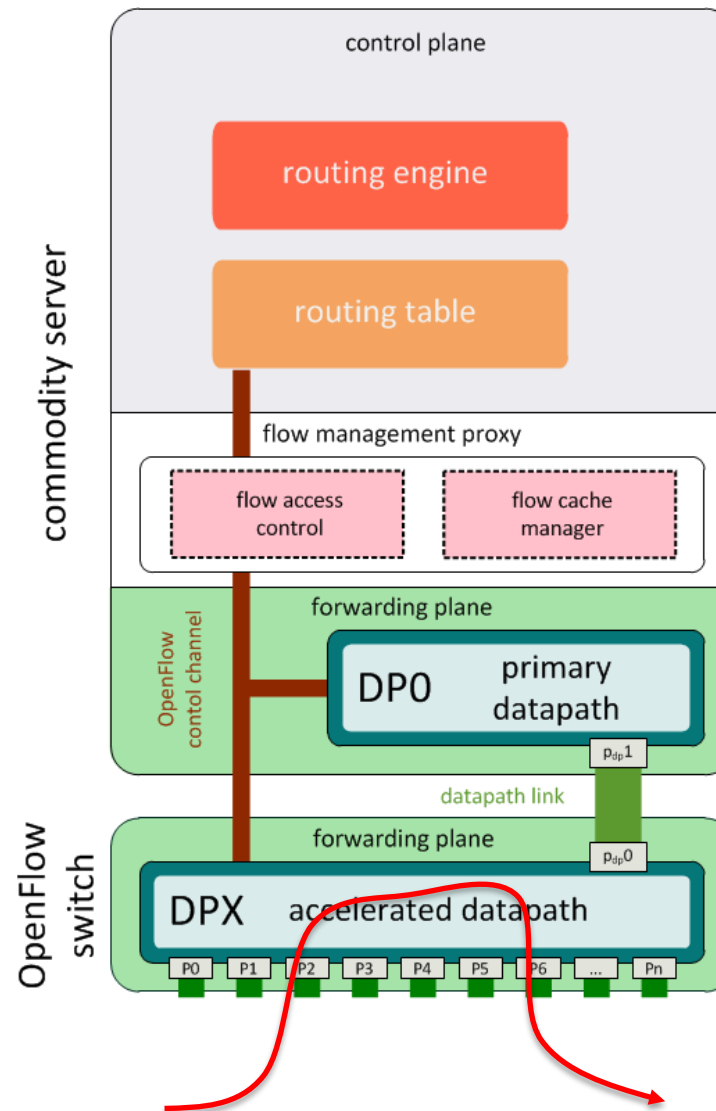 control plane
routing engine
routing table
commodity server
flow management proxy
flow access
control
flow cache
manager
forwarding plane
OpenFlow
contol channel
DP0
primary
datapath
p_dp1
datapath link
OpenFlow
switch
forwarding plane
p_dp0
DPX accelerated datapath
P0 P1 P2 P3 P4 P5 P6 ... Pn